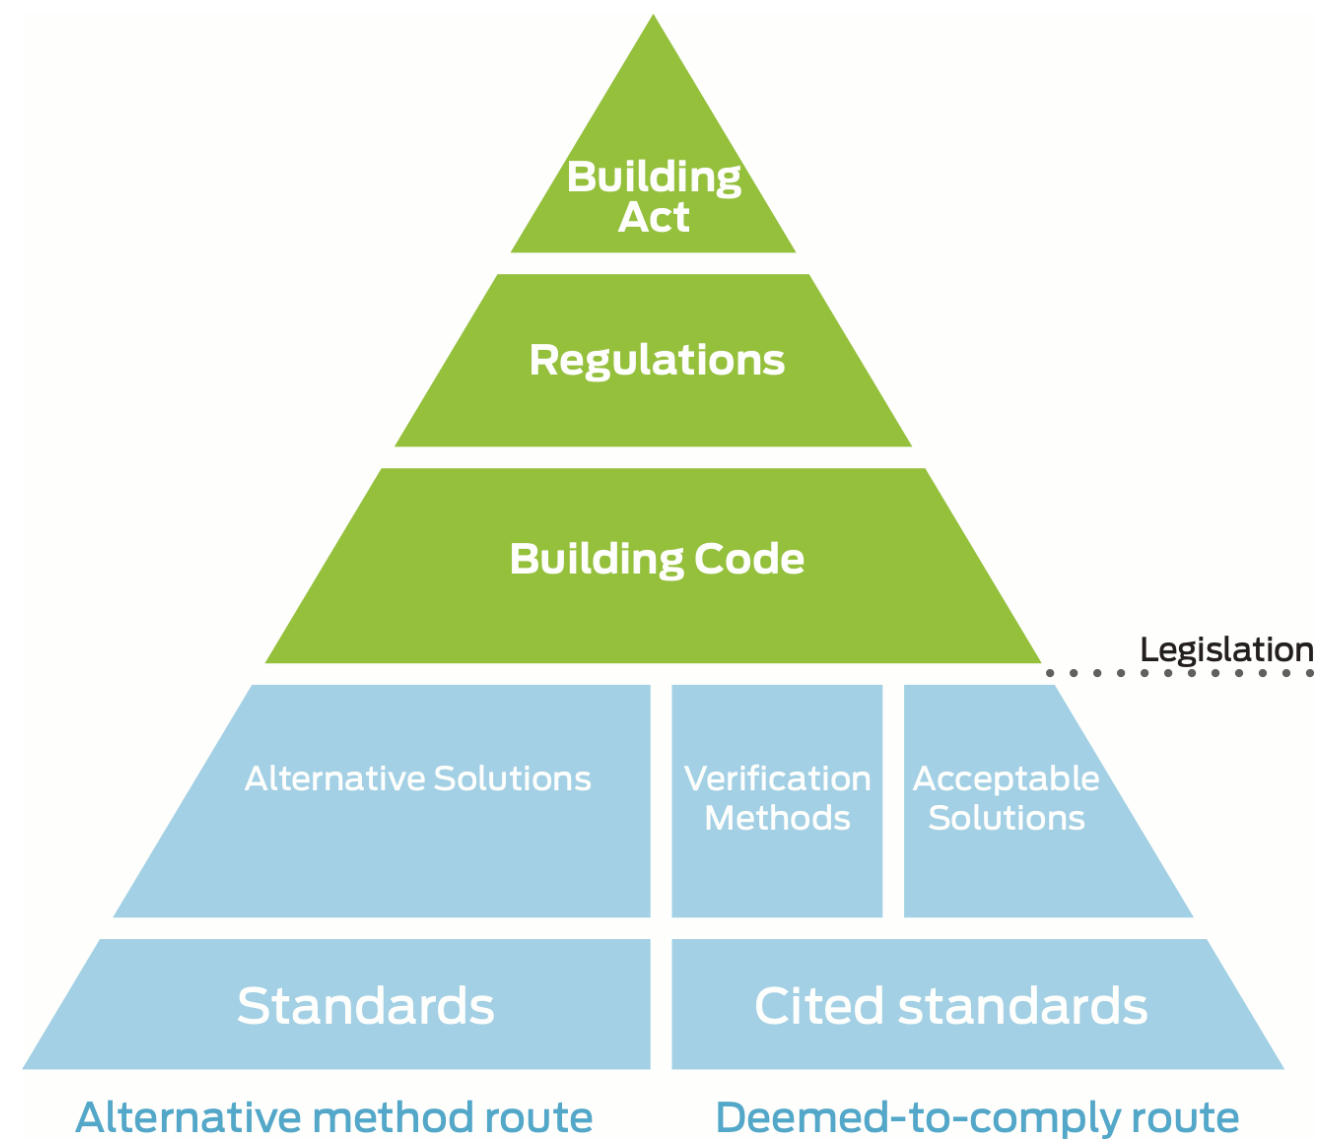 Building
Act
Regulations
Building Code
Legislation
Alternative Solutions
Verification
Methods
Acceptable
Solutions
Standards
Cited standards
Alternative method route
Deemed-to-comply route